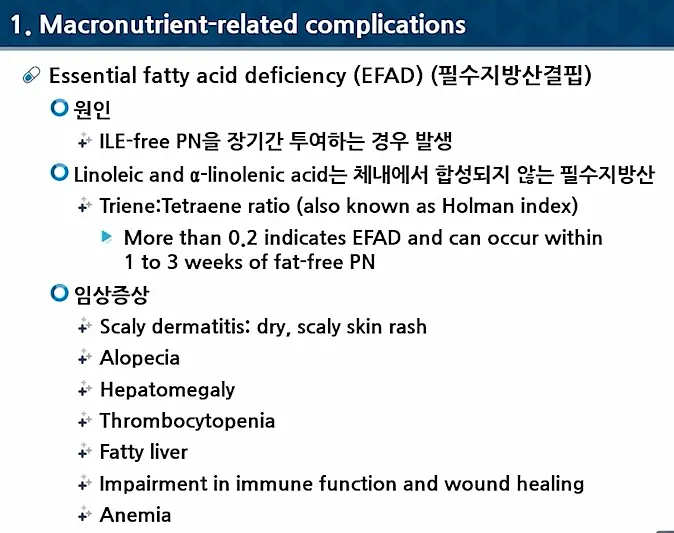 1. Macronutrient-related complications
Essential fatty acid deficiency (EFAD) (필수지방산결핍)
원인
ILE-free PN을 장기간 투여하는 경우 발생
Linoleic and α-linolenic acid는 체내에서 합성되지 않는 필수지방산
Triene:Tetraene ratio (also known as Holman index)
More than 0.2 indicates EFAD and can occur within
1 to 3 weeks of fat-free PN
임상증상
Scaly dermatitis: dry, scaly skin rash
Alopecia
Hepatomegaly
Thrombocytopenia
Fatty liver
Impairment in immune function and wound healing
Anemia